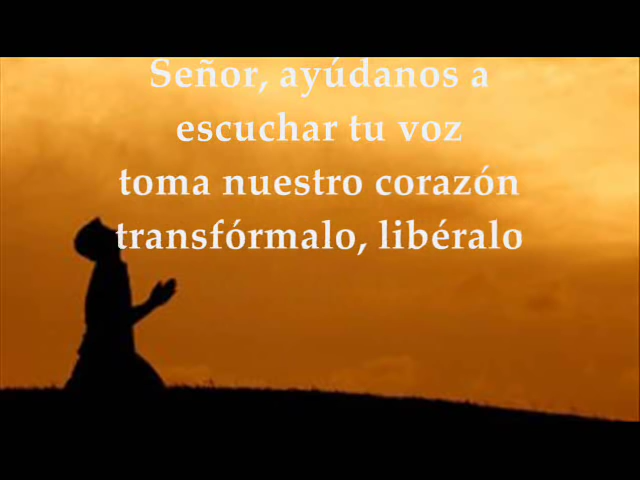 Señor, ayúdanos a
escuchar tu voz
toma nuestro corazón
transfórmalo, libéralo